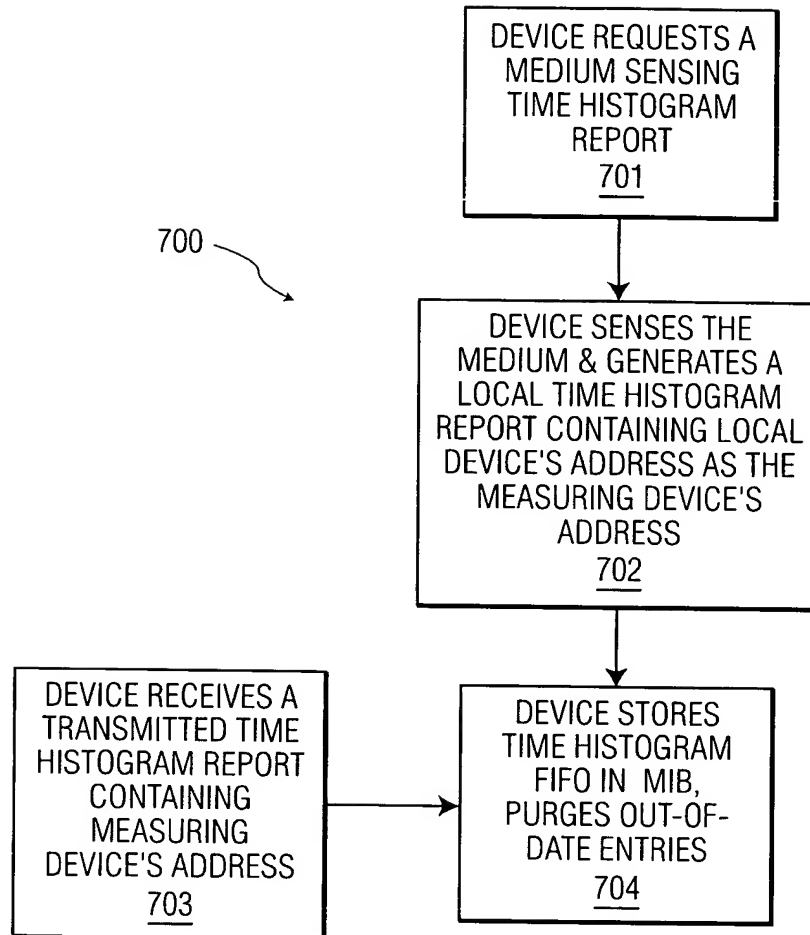 DEVICE REQUESTS A
MEDIUM SENSING
TIME HISTOGRAM
REPORT
701
700
DEVICE SENSES THE
MEDIUM & GENERATES A
LOCAL TIME HISTOGRAM
REPORT CONTAINING LOCAL
DEVICE'S ADDRESS AS THE
MEASURING DEVICE'S
ADDRESS
702
DEVICE RECEIVES A
TRANSMITTED TIME
HISTOGRAM REPORT
CONTAINING
MEASURING
DEVICE'S ADDRESS
703
DEVICE STORES
TIME HISTOGRAM
FIFO IN MIB,
PURGES OUT-OF-
DATE ENTRIES
704